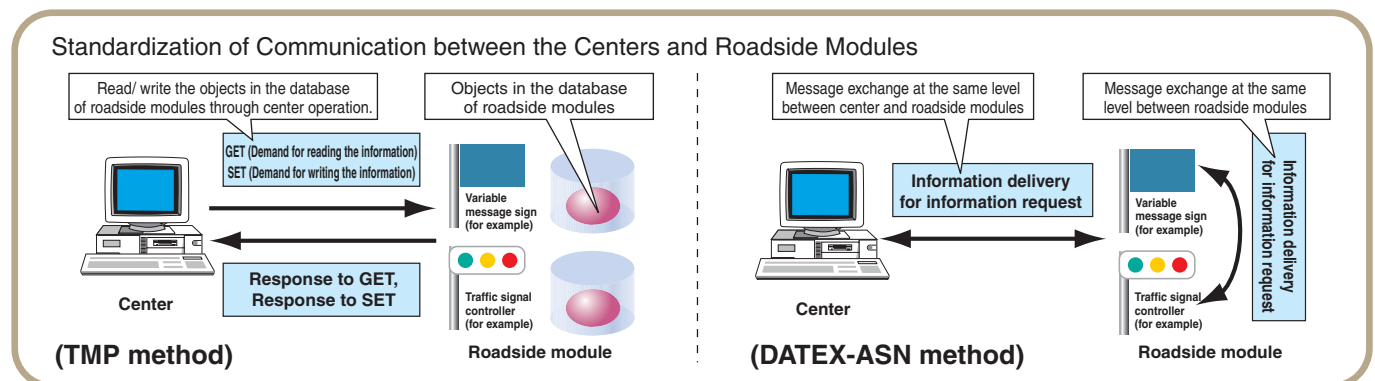 Standardization of Communication between the Centers and Roadside Modules
Read/ write the objects in the database
of roadside modules through center operation.
Objects in the database
of roadside modules
GET (Demand for reading the information)
SET (Demand for writing the information)
Variable
message sign
(for example)
Response to GET,
Response to SET
Center
Traffic signal
controller
(for example)
(TMP method)
Roadside module
Message exchange at the same level
between center and roadside modules
Message exchange at the same
level between roadside modules
Information delivery
for information request
Variable
message sign
(for example)
Information delivery
for information request
Center
Traffic signal
controller
(for example)
(DATEX-ASN method)
Roadside module